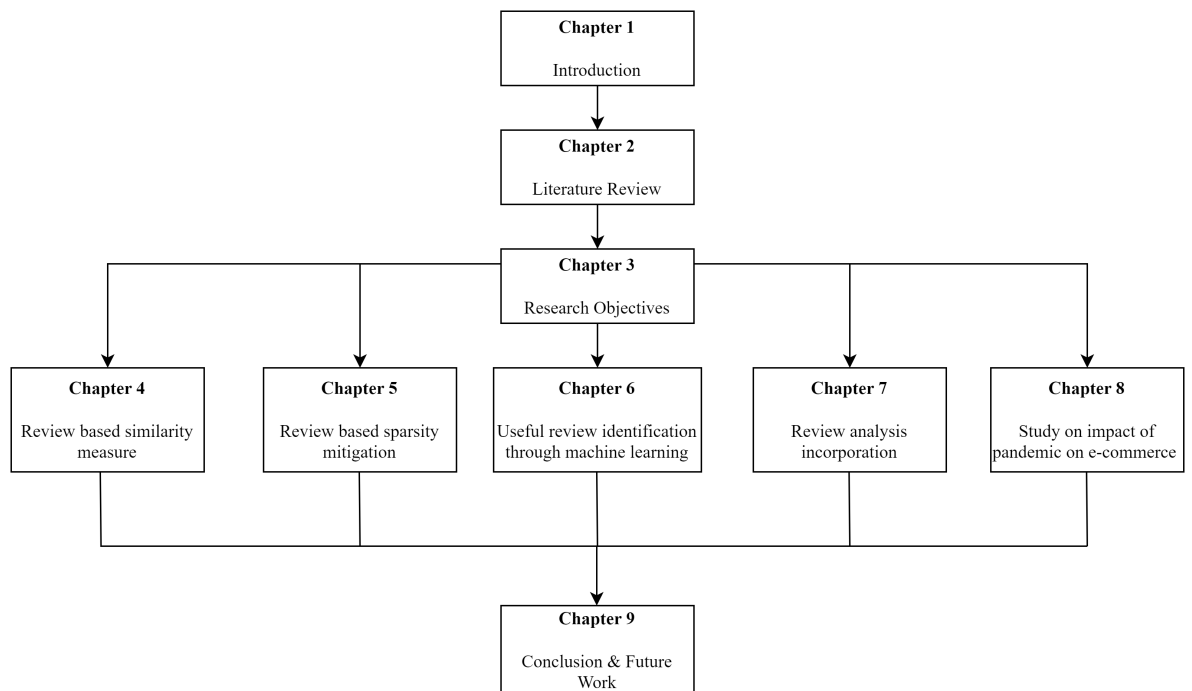 Chapter 1
Introduction
Chapter 2
Literature Review
Chapter 3
Research Objectives
Chapter 4
Review based similarity
measure
Chapter 5
Review based sparsity
mitigation
Chapter 6
Useful review identification
through machine learning
Chapter 7
Review analysis
incorporation
Chapter 8
Study on impact of
pandemic on e-commerce
Chapter 9
Conclusion & Future
Work